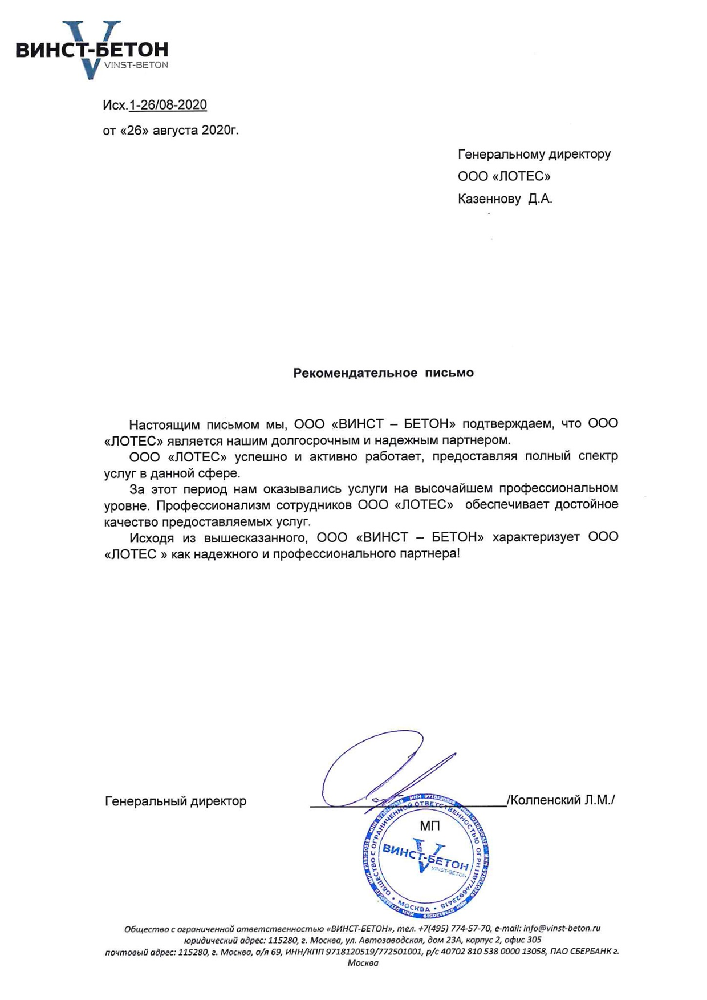 ВИНСТ-БЕТОН
VINST-BETON
Исх.1-26/08-2020
от «26» августа 2020г.
Генеральному директору
ООО «ЛОТЕС»
Казеннову Д.А.
Рекомендательное письмо
Настоящим письмом мы, ООО «ВИНСТ – БЕТОН» подтверждаем, что ООО
«ЛОТЕС» является нашим долгосрочным и надежным партнером.
ООО «ЛОТЕС» успешно и активно работает, предоставляя полный спектр
услуг в данной сфере.
За этот период нам оказывались услуги на высочайшем профессиональном
уровне. Профессионализм сотрудников ООО «ЛОТЕС» обеспечивает достойное
качество предоставляемых услуг.
Исходя из вышесказанного, ООО «ВИНСТ – БЕТОН» характеризует ООО
«ЛОТЕС » как надежного и профессионального партнера!
Генеральный директор
/Колпенский Л.М./
МП
ОБЩЕСТВО С ОГРАНИЧЕННОЙ ОТВЕТСТВЕННОСТЬЮ ОГРН 1187746923418
• МОСКВА •
ИНН 9718120519
ВИНСТ-БЕТОН
VINST-BETON
Общество с ограниченной ответственностью «ВИНСТ-БЕТОН», тел. +7(495) 774-57-70, e-mail: info@vinst-beton.ru
юридический адрес: 115280, г. Москва, ул. Автозаводская, дом 23А, корпус 2, офис 305
почтовый адрес: 115280, г. Москва, а/я 69, ИНН/КПП 9718120519/772501001, р/с 40702 810 538 0000 13058, ПАО СБЕРБАНК г.
Москва